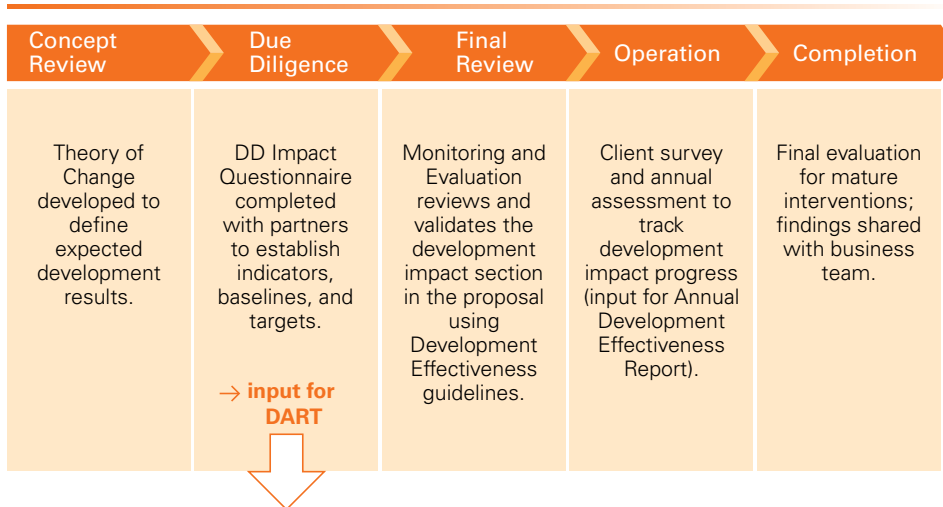 Concept
Review
Due
Diligence
Final
Review
Operation
Completion
Theory of
Change
developed to
define
expected
development
results.
DD Impact
Questionnaire
completed
with partners
to establish
indicators,
baselines, and
targets.
→ input for
DART
Monitoring and
Evaluation
reviews and
validates the
development
impact section
in the proposal
using
Development
Effectiveness
guidelines.
Client survey
and annual
assessment to
track
development
impact progress
(input for Annual
Development
Effectiveness
Report).
Final evaluation
for mature
interventions;
findings shared
with business
team.